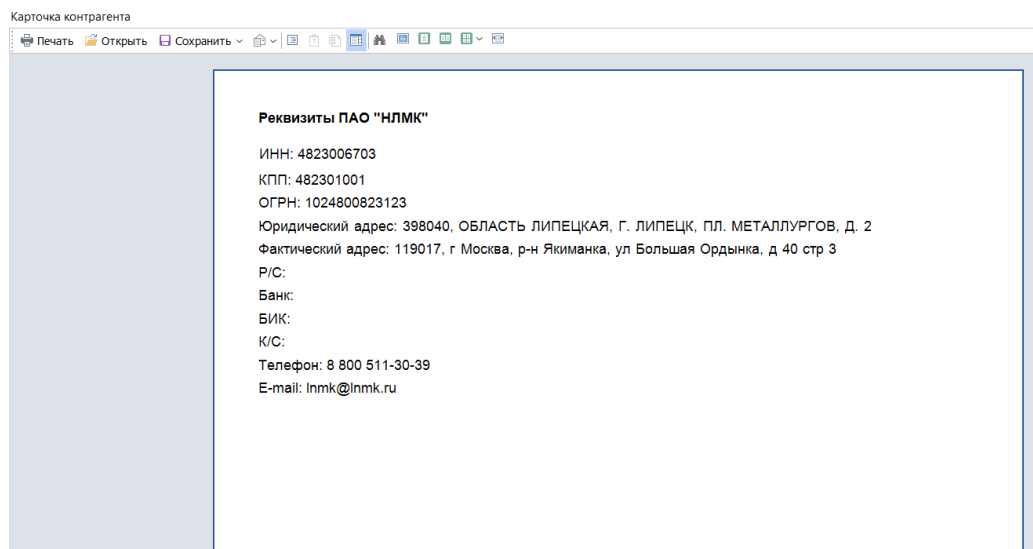 Карточка контрагента
Печать Открыть Сохранить
Реквизиты ПАО "НЛМК"
ИНН: 4823006703
КПП: 482301001
ОГРН: 1024800823123
Юридический адрес: 398040, ОБЛАСТЬ ЛИПЕЦКАЯ, Г. ЛИПЕЦК, ПЛ. МЕТАЛЛУРГОВ, Д. 2
Фактический адрес: 119017, г Москва, р-н Якиманка, ул Большая Ордынка, д 40 стр 3
Р/С:
Банк:
БИК:
К/С:
Телефон: 8 800 511-30-39
E-mail: lnmk@lnmk.ru